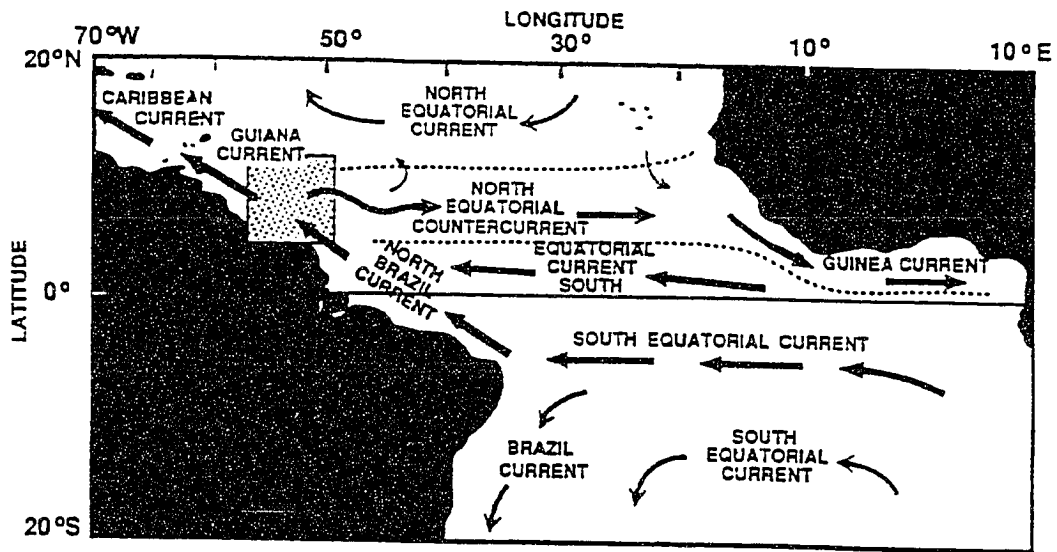 LONGITUDE
70°W
50°
30°
10°
10°E
20°N
CARIBBEAN
CURRENT
GUIANA
CURRENT
NORTH
EQUATORIAL
CURRENT
NORTH
EQUATORIAL
COUNTERCURRENT
EQUATORIAL
CURRENT
SOUTH
GUINEA CURRENT
NORTH
BRAZIL
CURRENT
LATITUDE
0°
SOUTH EQUATORIAL CURRENT
BRAZIL
CURRENT
SOUTH
EQUATORIAL
CURRENT
20°S